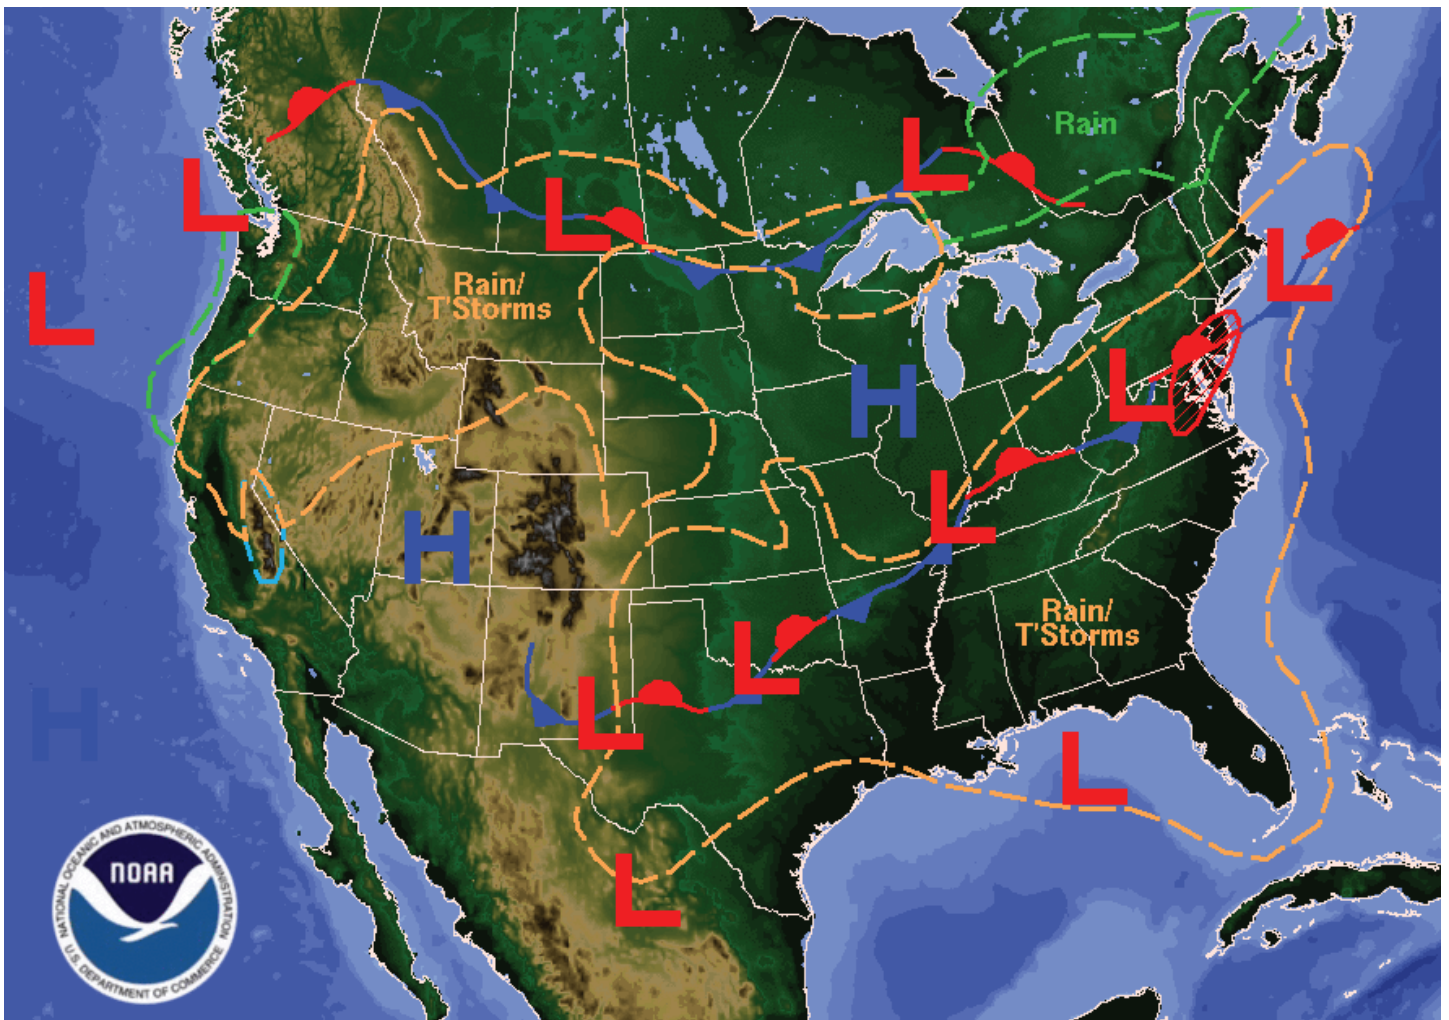 Rain
L
L
L
L
Rain/
T'Storms
L
L
H
L
H
L
Rain/
T'Storms
L
L
H
L
L
NOAA
NATIONAL OCEANIC AND ATMOSPHERIC ADMINISTRATION
U.S. DEPARTMENT OF COMMERCE